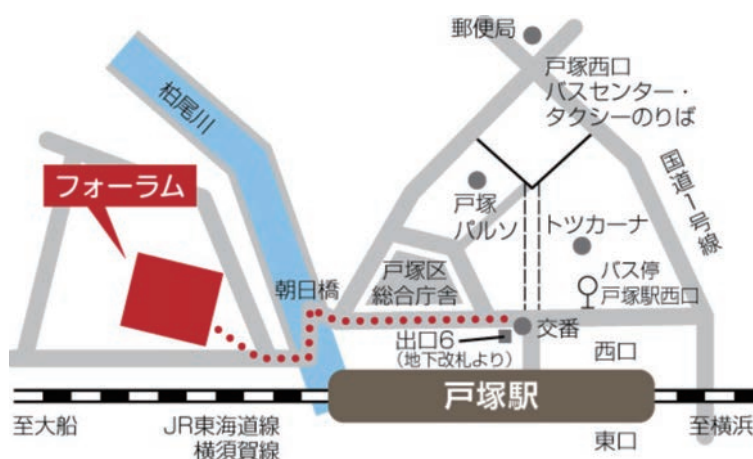 郵便局
戸塚西口
バスセンター・
タクシーのりば
柏尾川
国道1号線
フォーラム
戸塚
パルソ
トツカーナ
戸塚区
総合庁舎
バス停
戸塚駅西口
朝日橋
交番
出口6
(地下改札より)
西口
戸塚駅
至大船
JR東海道線
横須賀線
東口
至横浜